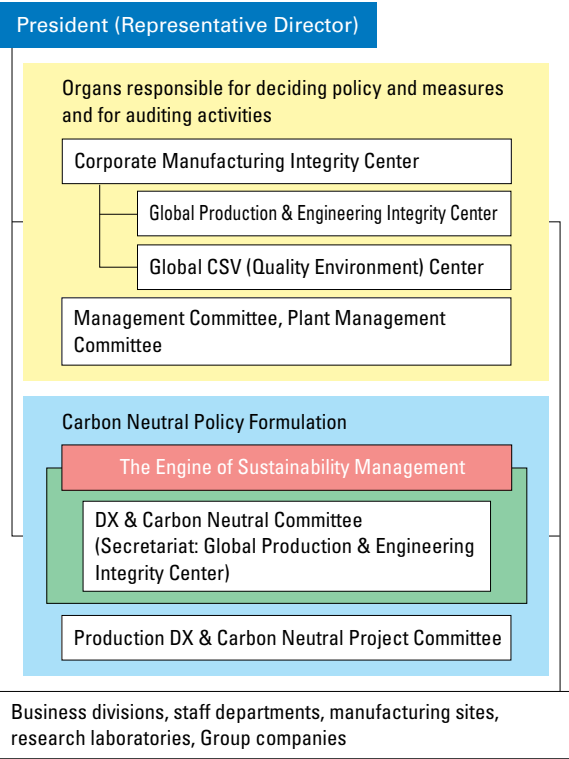 President (Representative Director)
Organs responsible for deciding policy and measures
and for auditing activities
Corporate Manufacturing Integrity Center
Global Production & Engineering Integrity Center
Global CSV (Quality Environment) Center
Management Committee, Plant Management
Committee
Carbon Neutral Policy Formulation
The Engine of Sustainability Management
DX & Carbon Neutral Committee
(Secretariat: Global Production & Engineering
Integrity Center)
Production DX & Carbon Neutral Project Committee
Business divisions, staff departments, manufacturing sites,
research laboratories, Group companies